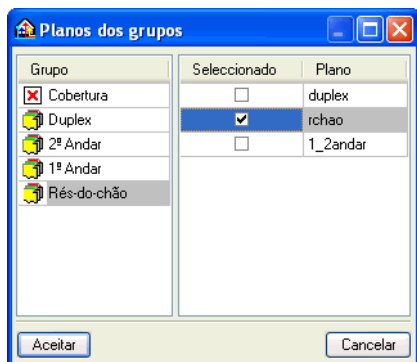 Planos dos grupos
Grupo Seleccionado Plano
Cobertura duplex
Duplex rchao
2º Andar 1_2andar
1º Andar
Rés-do-chão
Aceitar Cancelar